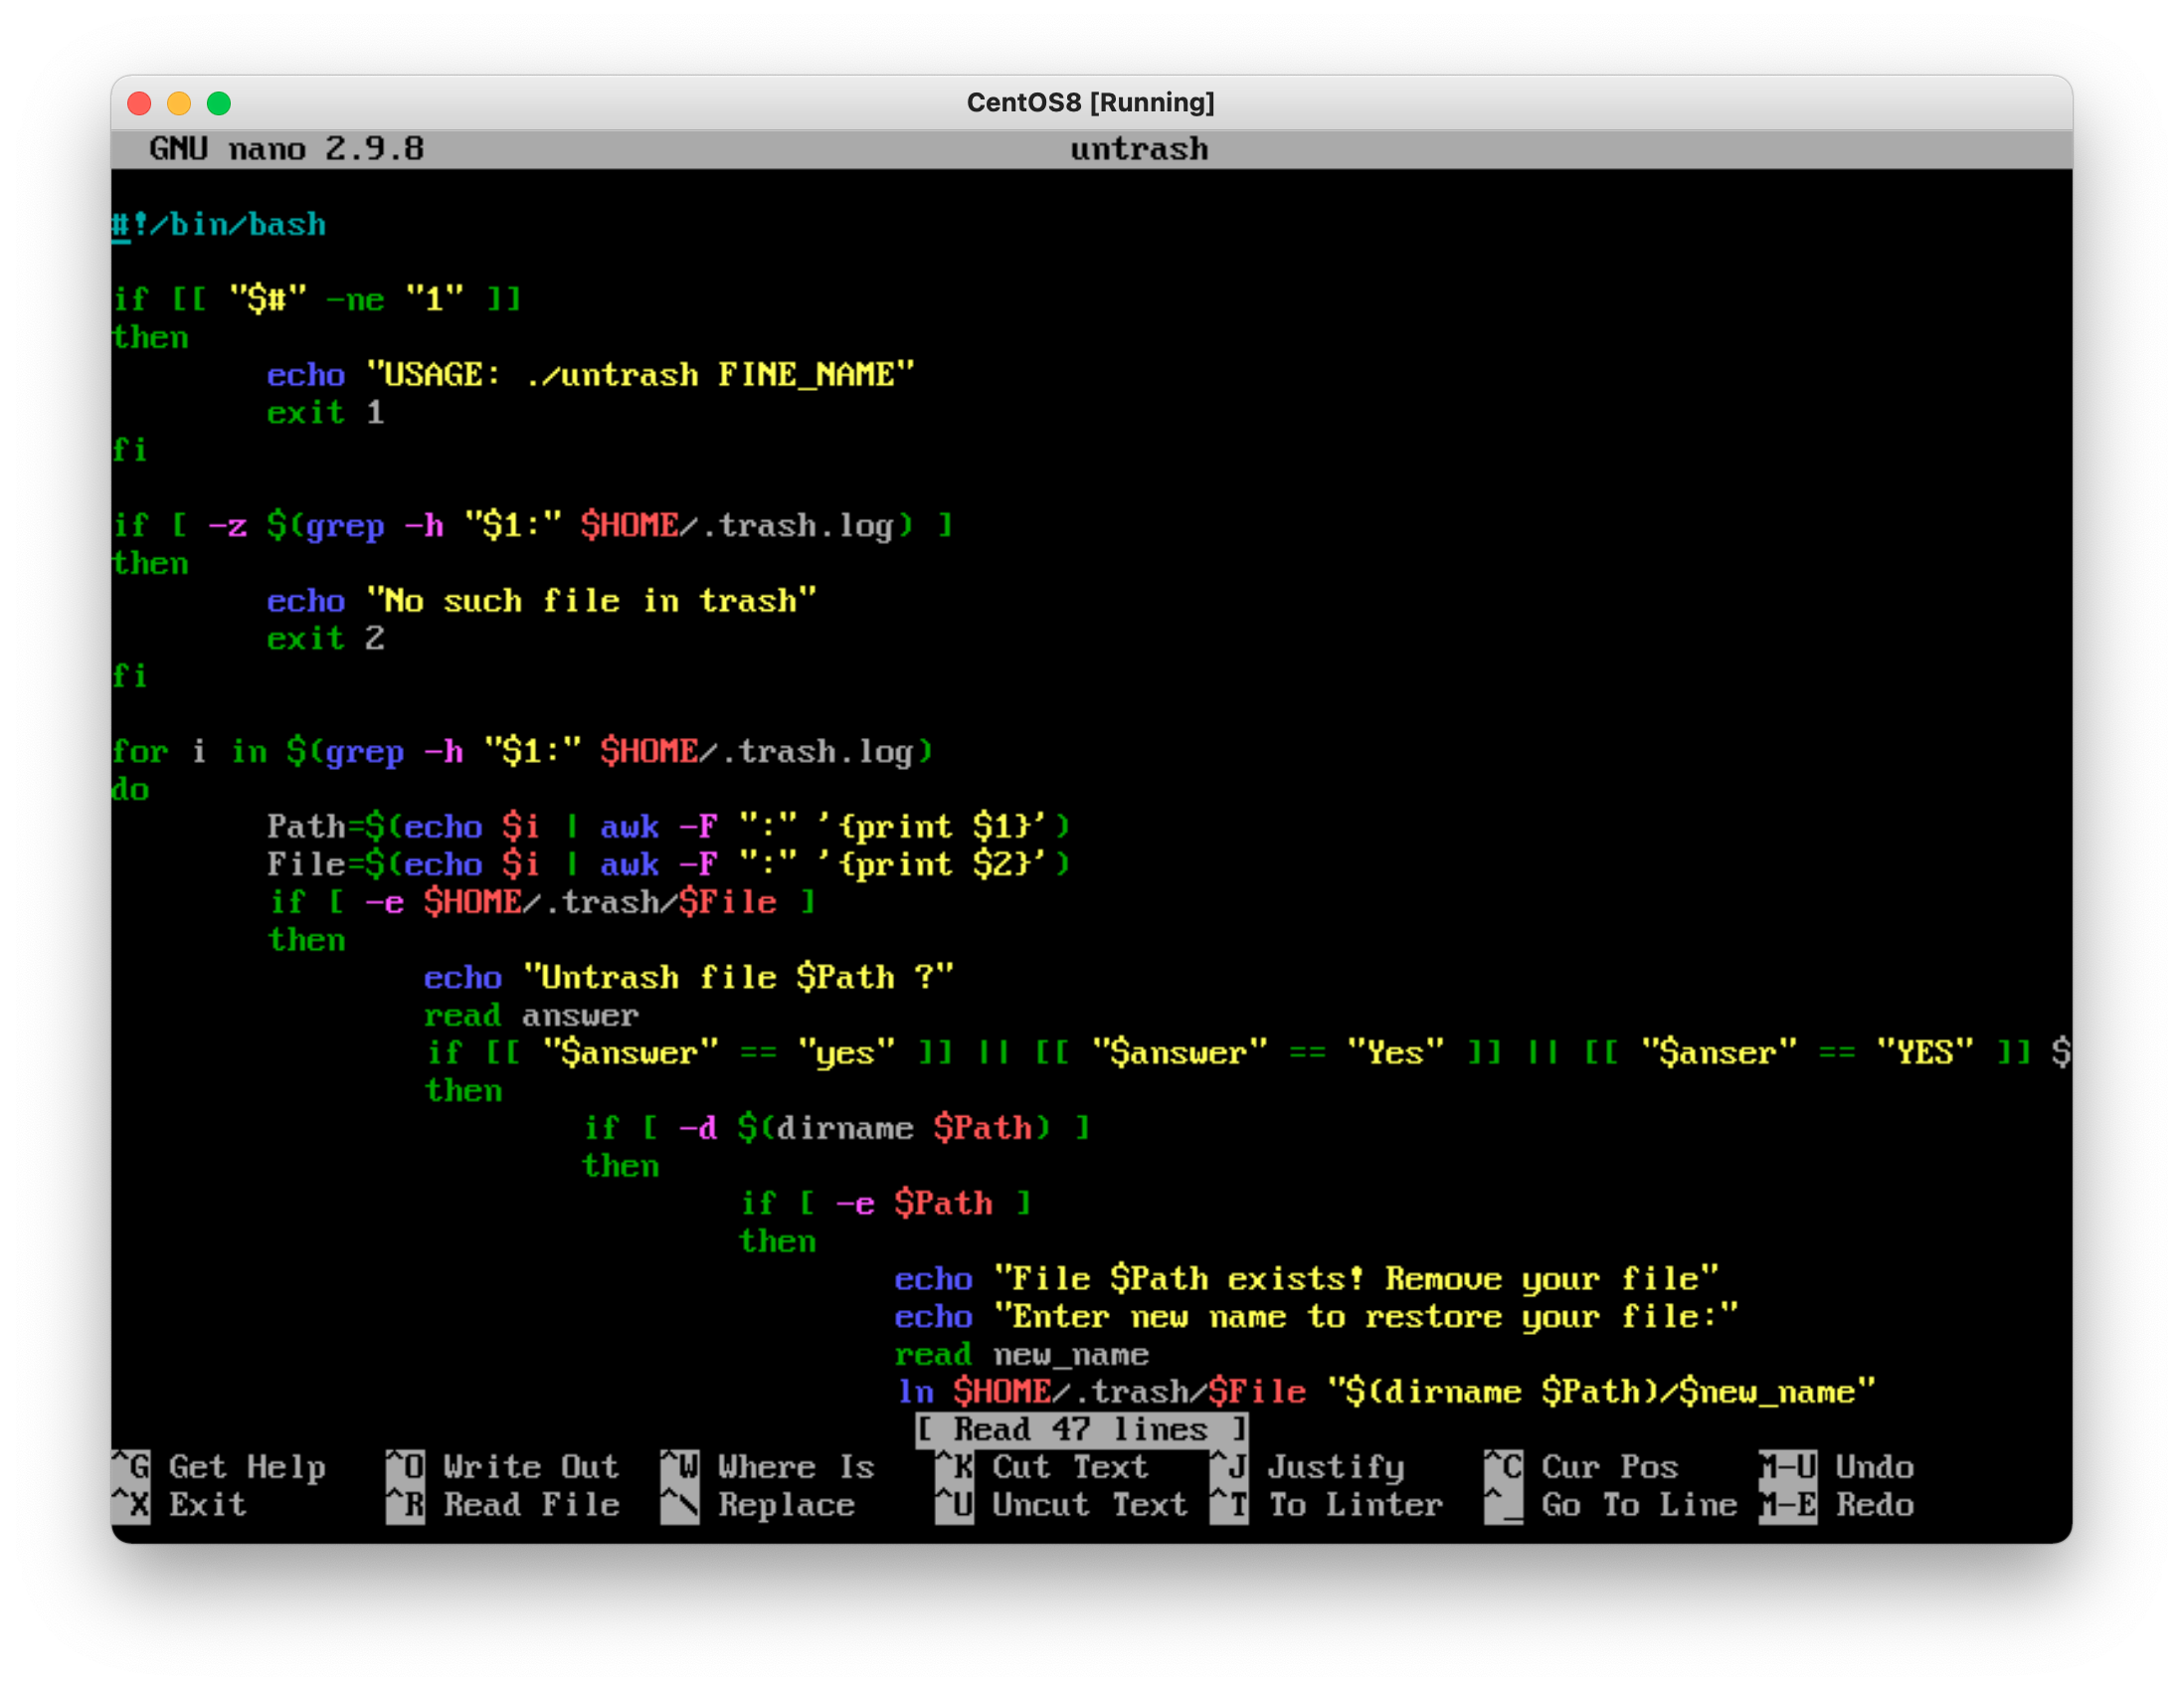 CentOS8 [Running]
GNU nano 2.9.8 untrash
#!/bin/bash
if [[ "$#" -ne "1" ]]
then
echo "USAGE: ./untrash FINE_NAME"
exit 1
fi
if [ -z $(grep -h "$1:" $HOME/.trash.log) ]
then
echo "No such file in trash"
exit 2
fi
for i in $(grep -h "$1:" $HOME/.trash.log)
do
Path=$(echo $i | awk -F ":" '{print $1}')
File=$(echo $i | awk -F ":" '{print $2}')
if [ -e $HOME/.trash/$File ]
then
echo "Untrash file $Path ?"
read answer
if [[ "$answer" == "yes" ]] || [[ "$answer" == "Yes" ]] || [[ "$anser" == "YES" ]] $
then
if [ -d $(dirname $Path) ]
then
if [ -e $Path ]
then
echo "File $Path exists! Remove your file"
echo "Enter new name to restore your file:"
read new_name
ln $HOME/.trash/$File "$(dirname $Path)/$new_name"
[ Read 47 lines ]
^G Get Help ^O Write Out ^W Where Is ^K Cut Text ^J Justify ^C Cur Pos M-U Undo
^X Exit ^R Read File ^\ Replace ^U Uncut Text ^T To Linter ^_ Go To Line M-E Redo